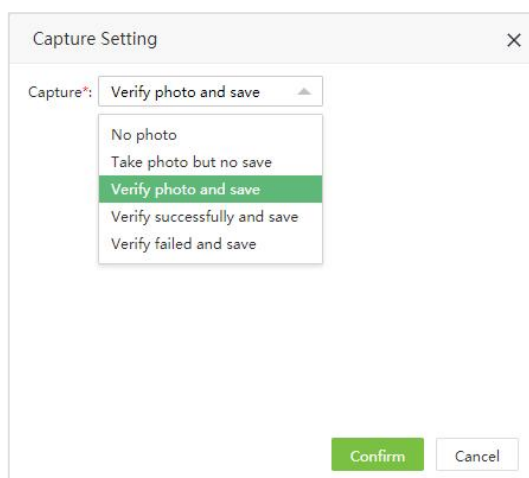 Capture Setting
Capture*: Verify photo and save
No photo
Take photo but no save
Verify photo and save
Verify successfully and save
Verify failed and save
Confirm Cancel